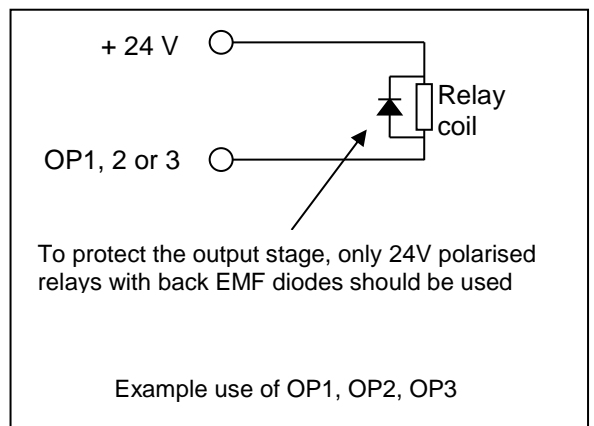 + 24 V
Relay
coil
OP1, 2 or 3
To protect the output stage, only 24V polarised
relays with back EMF diodes should be used
Example use of OP1, OP2, OP3